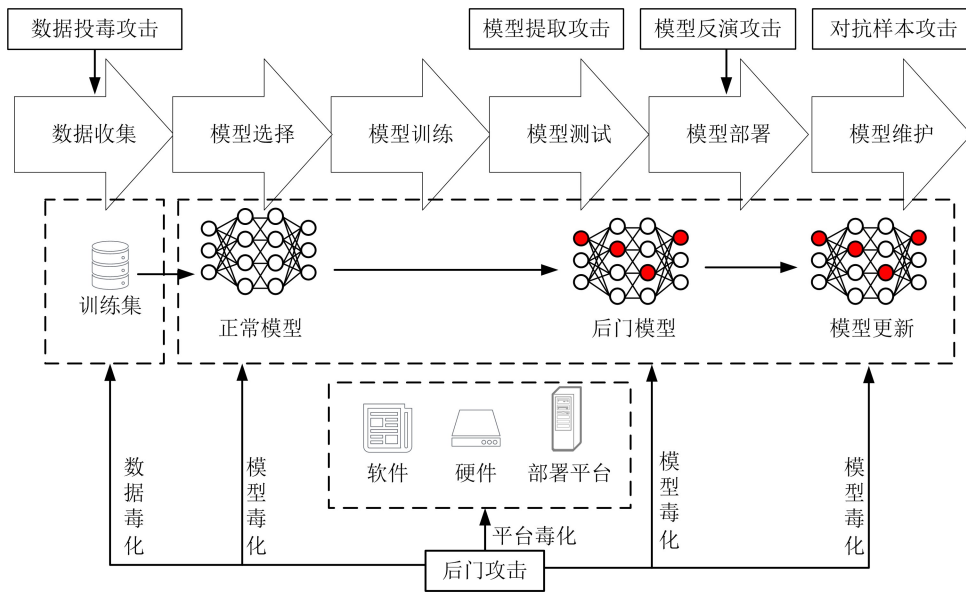 数据投毒攻击
模型提取攻击
模型反演攻击
对抗样本攻击
数据收集
模型选择
模型训练
模型测试
模型部署
模型维护
训练集
正常模型
后门模型
模型更新
软件
硬件
部署平台
数据毒化
模型毒化
平台毒化
模型毒化
模型毒化
后门攻击